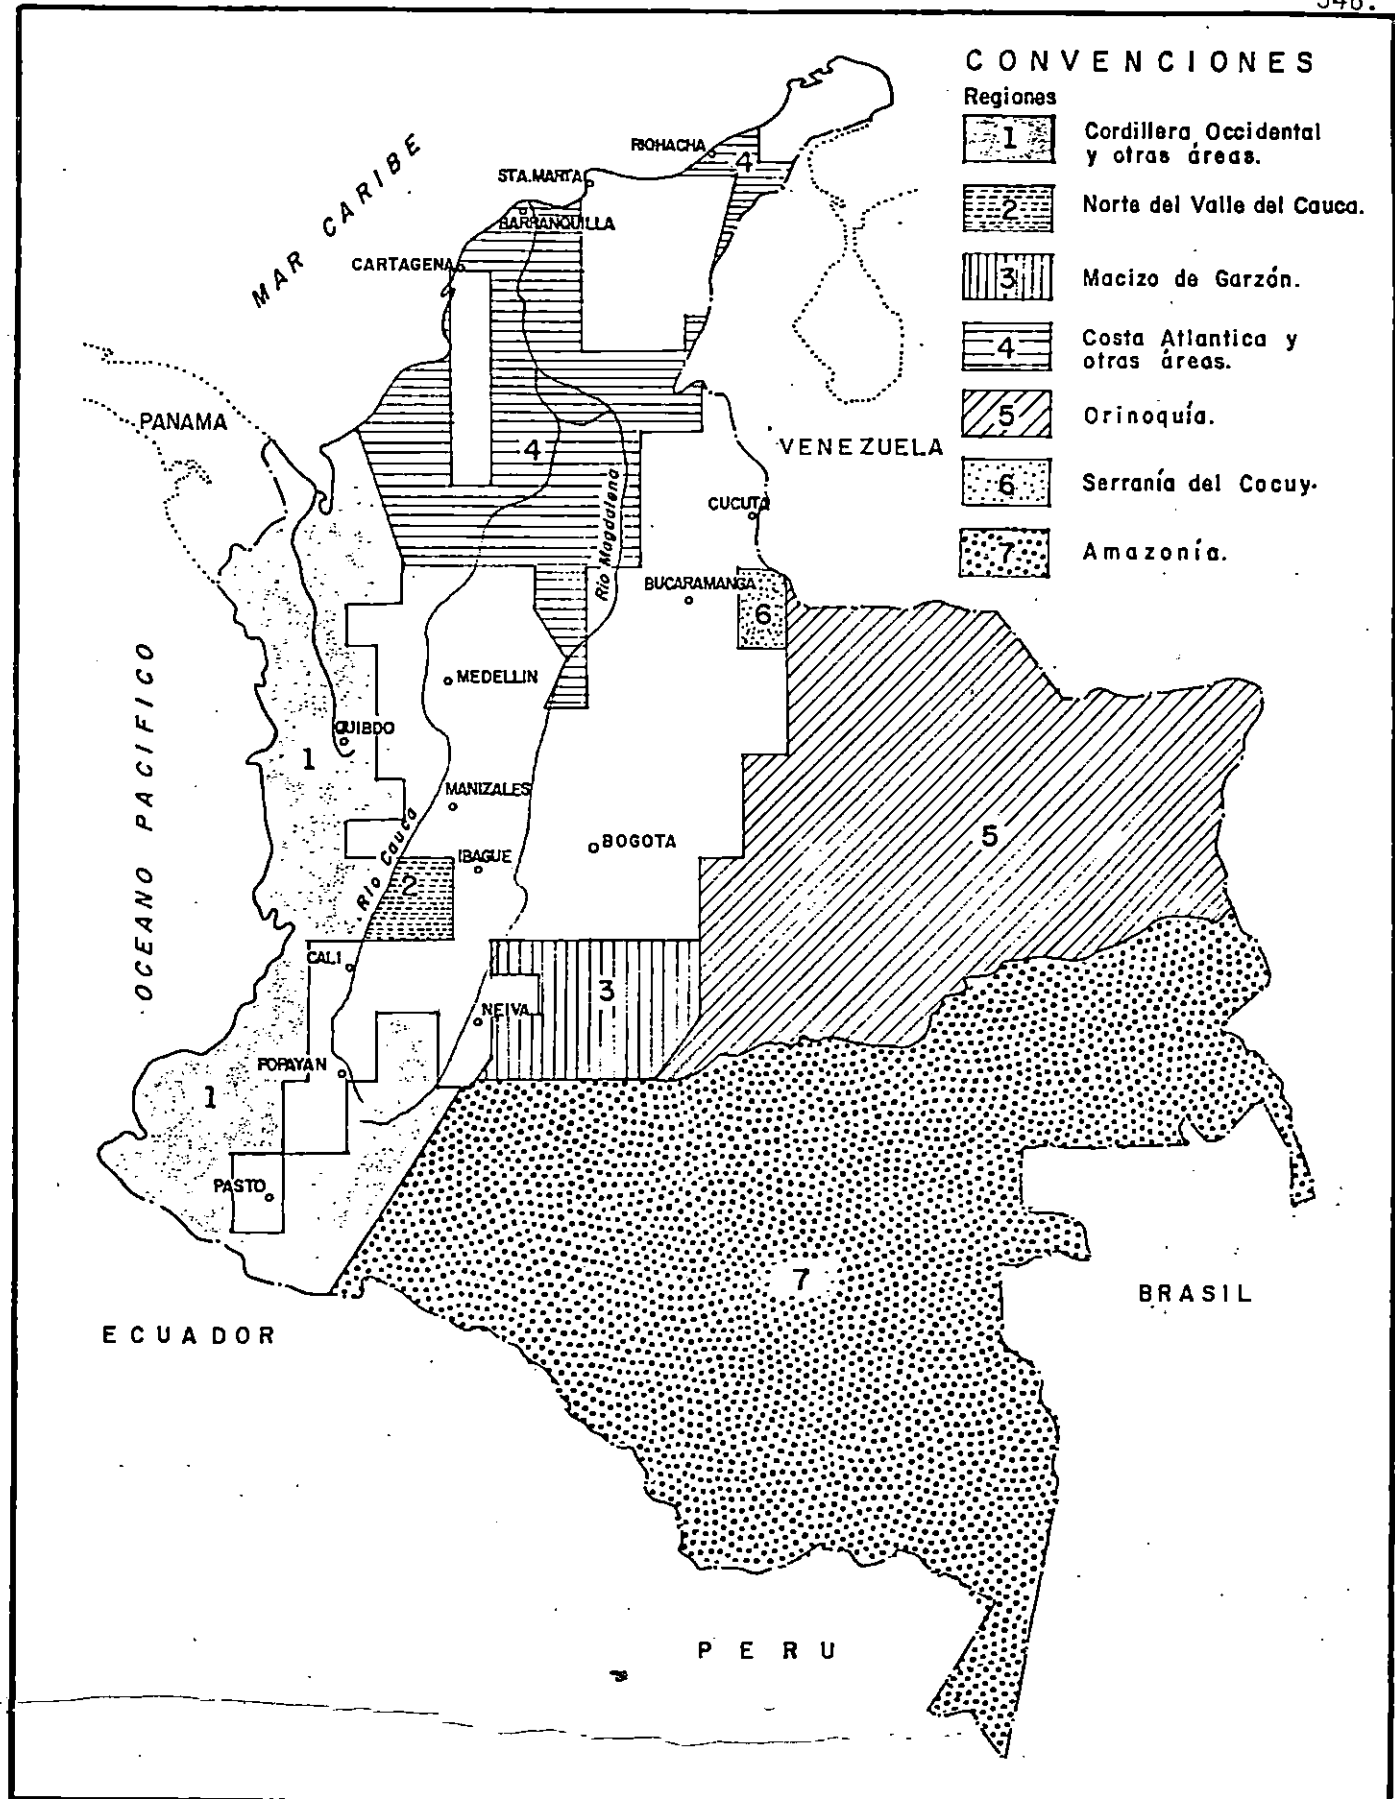 546.
CONVENCIONES
Regiones
1 Cordillera Occidental
y otras áreas.
2 Norte del Valle del Cauca.
3 Macizo de Garzón.
4 Costa Atlantica y
otras áreas.
5 Orinoquía.
6 Serranía del Cocuy.
7 Amazonía.
MAR CARIBE
RIOHACHA
4
STA.MARTA
BARRANQUILLA
CARTAGENA
PANAMA
VENEZUELA
4
Río Magdalena
CUCUTA
BUCARAMANGA
6
OCEANO PACIFICO
MEDELLIN
QUIBDO
1
MANIZALES
Río Cauca
BOGOTA
5
IBAGUE
2
CALI
3
NEIVA
POPAYAN
1
PASTO
7
BRASIL
ECUADOR
PERU